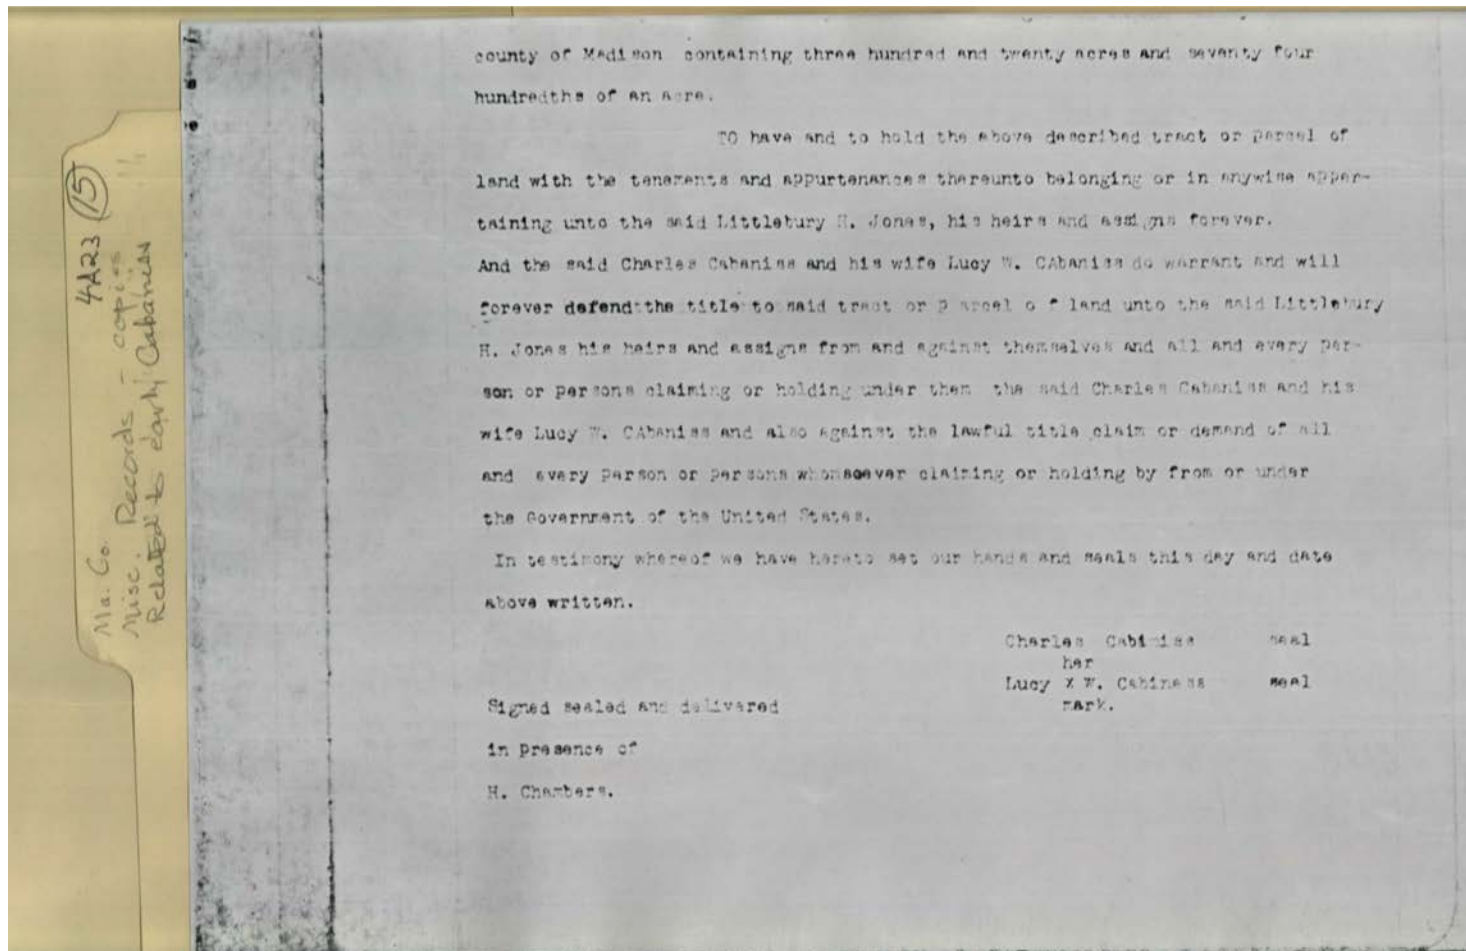 4A23 (15)
Ma. Co.
Misc. Records - copies
Related to early Cabaniss
county of Madison containing three hundred and twenty acres and seventy four
hundredths of an acre.
TO have and to hold the above described tract or parcel of
land with the tenements and appurtenances thereunto belonging or in anywise apper-
taining unto the said Littlebury H. Jones, his heirs and assigns forever.
And the said Charles Cabaniss and his wife Lucy W. CAbaniss do warrant and will
forever defend the title to said tract or p arcel o f land unto the said Littlebury
H. Jones his heirs and assigns from and against themselves and all and every per-
son or persons claiming or holding under them the said Charles Cabaniss and his
wife Lucy W. CAbaniss and also against the lawful title claim or demand of all
and every person or persons whomsoever claiming or holding by from or under
the Government of the United States.
In testimony whereof we have hereto set our hands and seals this day and date
above written.
Charles Cabiniss seal
her
Lucy X W. Cabiness seal
mark.
Signed sealed and delivered
in presence of
H. Chambers.